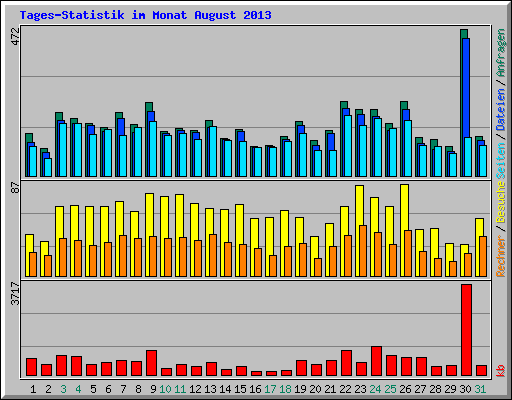 Tages-Statistik im Monat August 2013
472
Seiten / Dateien / Anfragen
87
Rechner / Besuche
3717
kb
1 2 3 4 5 6 7 8 9 10 11 12 13 14 15 16 17 18 19 20 21 22 23 24 25 26 27 28 29 30 31